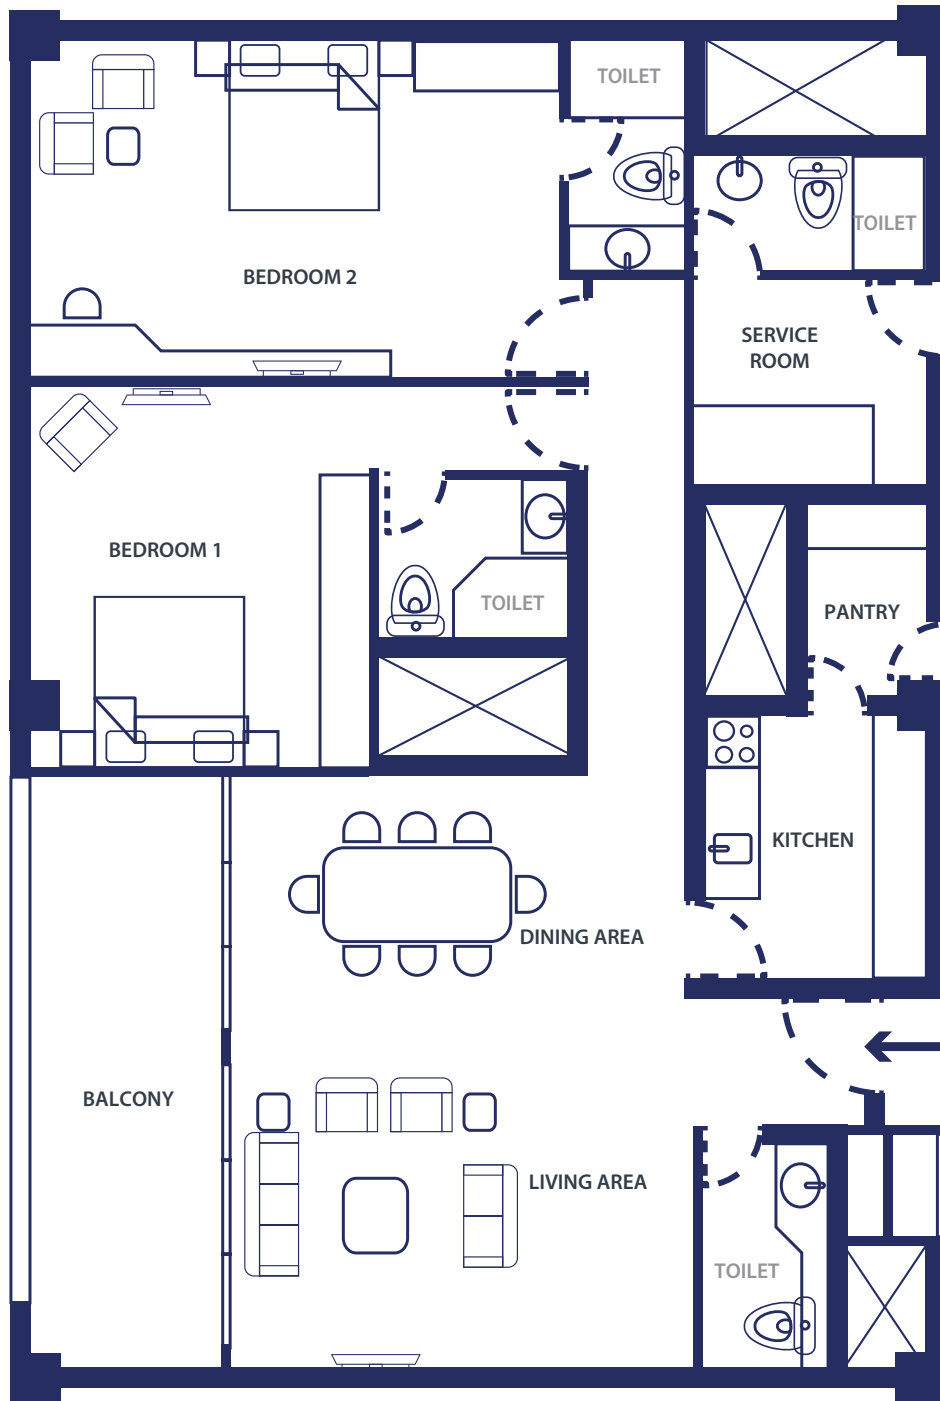 TOILET
TOILET
BEDROOM 2
SERVICE
ROOM
BEDROOM 1
TOILET
PANTRY
KITCHEN
DINING AREA
BALCONY
LIVING AREA
TOILET